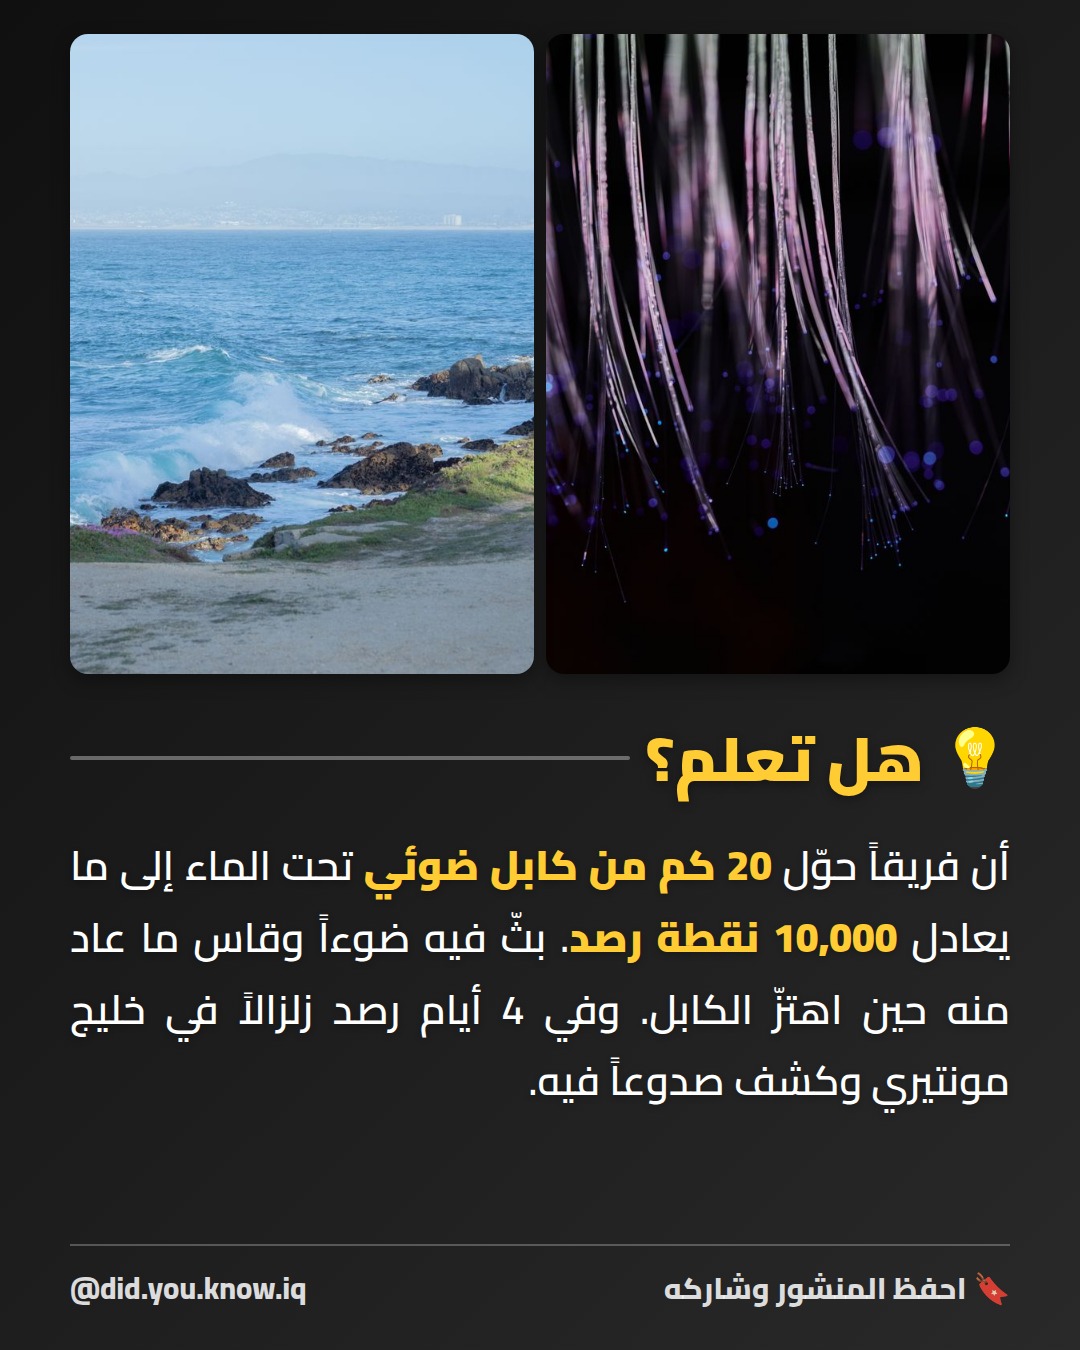 💡 هل تعلم؟
أن فريقاً حوّل 20 كم من كابل ضوئي تحت الماء إلى ما
يعادل 10,000 نقطة رصد. بثّ فيه ضوءاً وقاس ما عاد
منه حين اهتزّ الكابل. وفي 4 أيام رصد زلزالاً في خليج
مونتيري وكشف صدوعاً فيه.
🔖 احفظ المنشور وشاركه
@did.you.know.iq